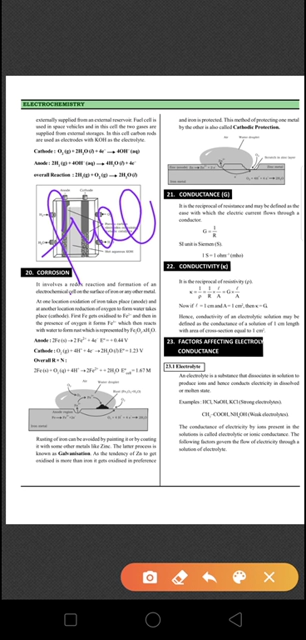 ELECTROCHEMISTRY
externally supplied from an external reservoir. Fuel cell is
used in space vehicles and in this cell the two gases are
supplied from external storages. In this cell carbon rods
are used as electrodes with KOH as the electrolyte.
Cathode : O₂ (g) + 2H₂O (l) + 4e⁻ → 4OH⁻ (aq)
Anode : 2H₂ (g) + 4OH⁻ (aq) → 4H₂O (l) + 4e⁻
overall Reaction : 2H₂(g) + O₂ (g) → 2H₂O (l)
Anode Cathode
fuel
20. CORROSION
It involves a redox reaction and formation of an
electrochemical cell on the surface of iron or any other metal.
At one location oxidation of iron takes place (anode) and
at another location reduction of oxygen to form water takes
place (cathode). First Fe gets oxidised to Fe²⁺ and then in
the presence of oxygen it forms Fe³⁺ which then reacts
with water to form rust which is represented by Fe₂O₃.xH₂O.
Anode : 2Fe (s) → 2 Fe²⁺ + 4e⁻ E° = + 0.44 V
Cathode : O₂ (g) + 4H⁺ + 4e⁻ → 2H₂O (l) E° = 1.23 V
Overall R × N :
2Fe (s) + O₂ (g) + 4H⁺ → 2Fe²⁺ + 2H₂O E°cell = 1.67 M
Rusting of iron can be avoided by painting it or by coating
it with some other metals like Zinc. The latter process is
known as Galvanisation. As the tendency of Zn to get
oxidised is more than iron it gets oxidised in preference
and iron is protected. This method of protecting one metal
by the other is also called Cathodic Protection.
21. CONDUCTANCE (G)
It is the reciprocal of resistance and may be defined as the
ease with which the electric current flows through a
conductor.
G = 1/R
SI unit is Siemen (S).
1 S = 1 ohm⁻¹ (mho)
22. CONDUCTIVITY (κ)
It is the reciprocal of resistivity (ρ).
κ = 1/ρ = 1/R × ℓ/A = G × ℓ/A
Now if ℓ = 1 cm and A = 1 cm², then κ = G.
Hence, conductivity of an electrolytic solution may be
defined as the conductance of a solution of 1 cm length
with area of cross-section equal to 1 cm².
23. FACTORS AFFECTING ELECTROLY
CONDUCTANCE
23.1 Electrolyte
An electrolyte is a substance that dissociates in solution to
produce ions and hence conducts electricity in dissolved
or molten state.
Examples : HCl, NaOH, KCl (Strong electrolytes).
CH₃-COOH, NH₄OH (Weak electrolytes).
The conductance of electricity by ions present in the
solutions is called electrolytic or ionic conductance. The
following factors govern the flow of electricity through a
solution of electrolyte.